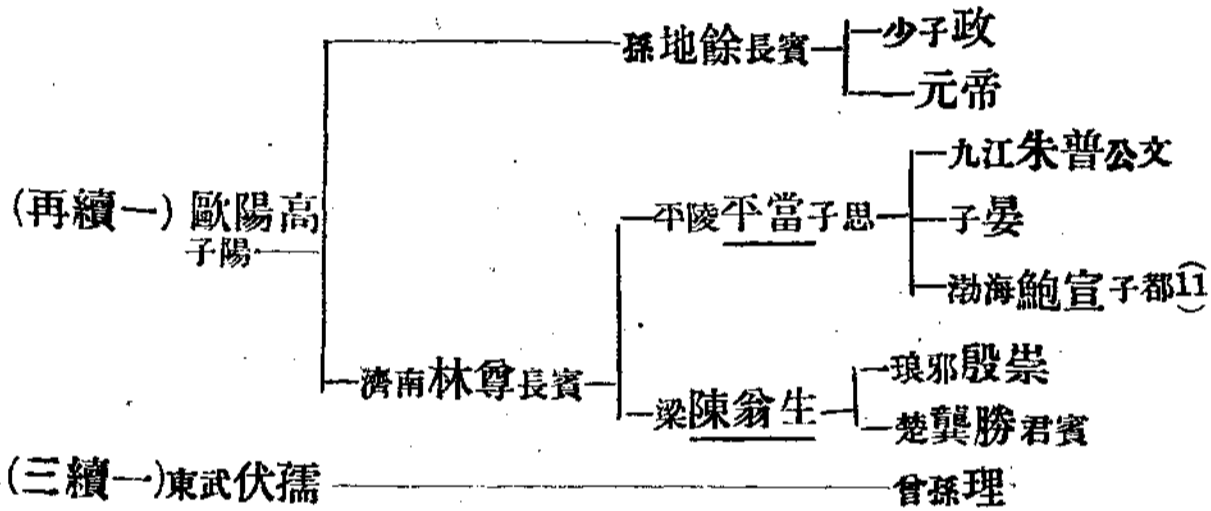 孫地餘長賓
少子政
元帝
(再續一)歐陽高
子陽
九江朱普公文
平陵平當子思
子晏
渤海鮑宣子都(11)
濟南林尊長賓
琅邪殷崇
梁陳翁生
楚龔勝君賓
(三續一)東武伏孺
曾孫理